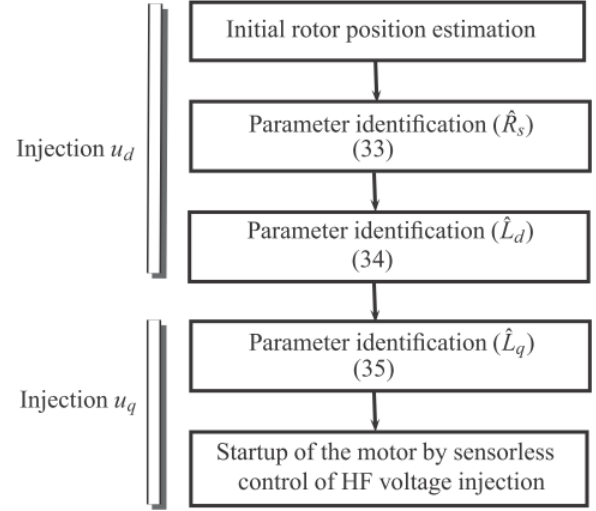 Initial rotor position estimation
Injection u_d
Parameter identification (R̂_s)
(33)
Parameter identification (L̂_d)
(34)
Injection u_q
Parameter identification (L̂_q)
(35)
Startup of the motor by sensorless
control of HF voltage injection